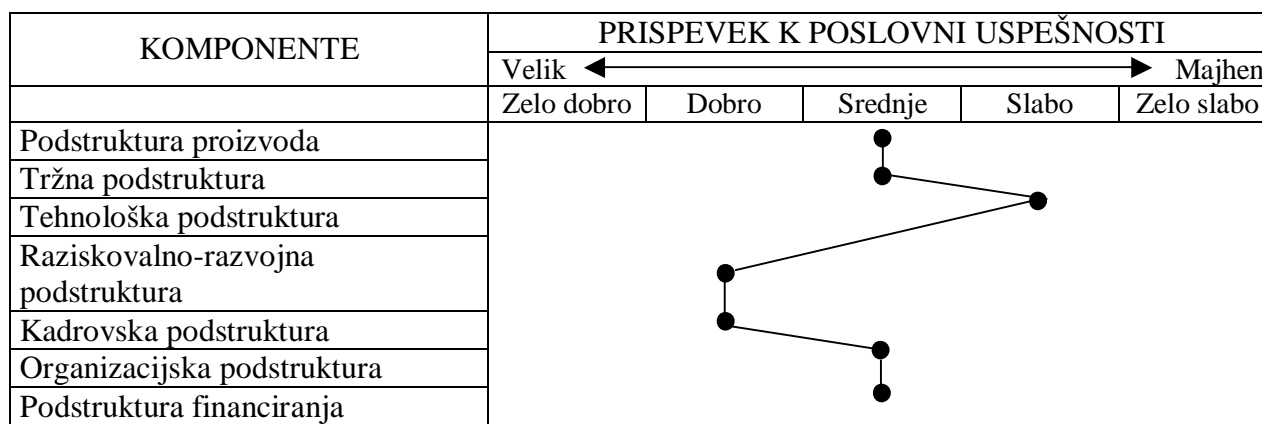 KOMPONENTE
PRISPEVEK K POSLOVNI USPEŠNOSTI
Velik Majhen
Zelo dobro Dobro Srednje Slabo Zelo slabo
Podstruktura proizvoda
Tržna podstruktura
Tehnološka podstruktura
Raziskovalno-razvojna
podstruktura
Kadrovska podstruktura
Organizacijska podstruktura
Podstruktura financiranja